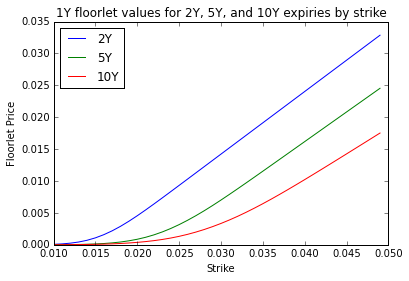 1Y floorlet values for 2Y, 5Y, and 10Y expiries by strike
0.035
0.030
0.025
0.020
0.015
0.010
0.005
0.000
Floorlet Price
2Y
5Y
10Y
0.010 0.015 0.020 0.025 0.030 0.035 0.040 0.045 0.050
Strike